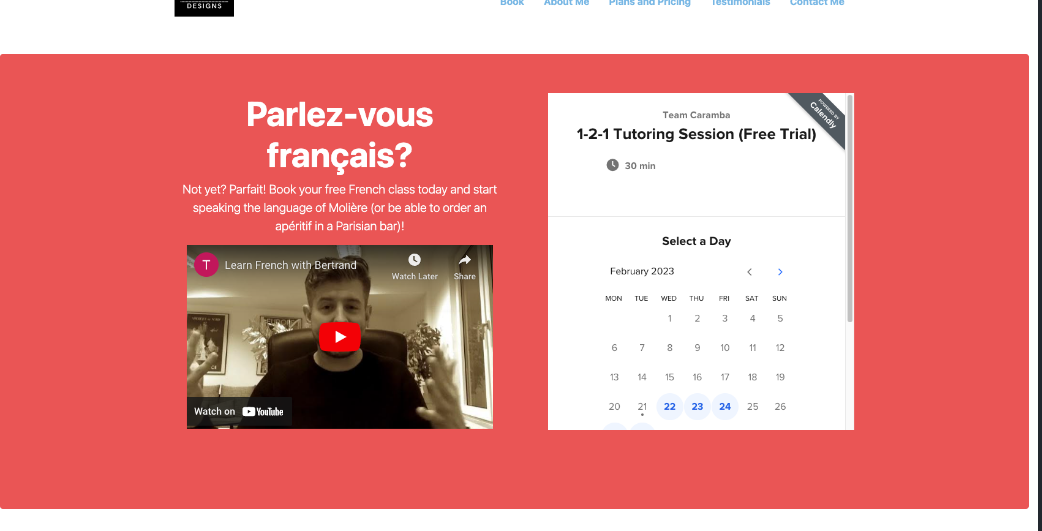 DESIGNS
Book About Me Plans and Pricing Testimonials Contact Me
Parlez-vous
français?
Not yet? Parfait! Book your free French class today and start
speaking the language of Molière (or be able to order an
apéritif in a Parisian bar)!
T Learn French with Bertrand
Watch Later Share
Watch on YouTube
POWERED BY
Calendly
Team Caramba
1-2-1 Tutoring Session (Free Trial)
30 min
Select a Day
February 2023
MON TUE WED THU FRI SAT SUN
1 2 3 4 5
6 7 8 9 10 11 12
13 14 15 16 17 18 19
20 21 22 23 24 25 26